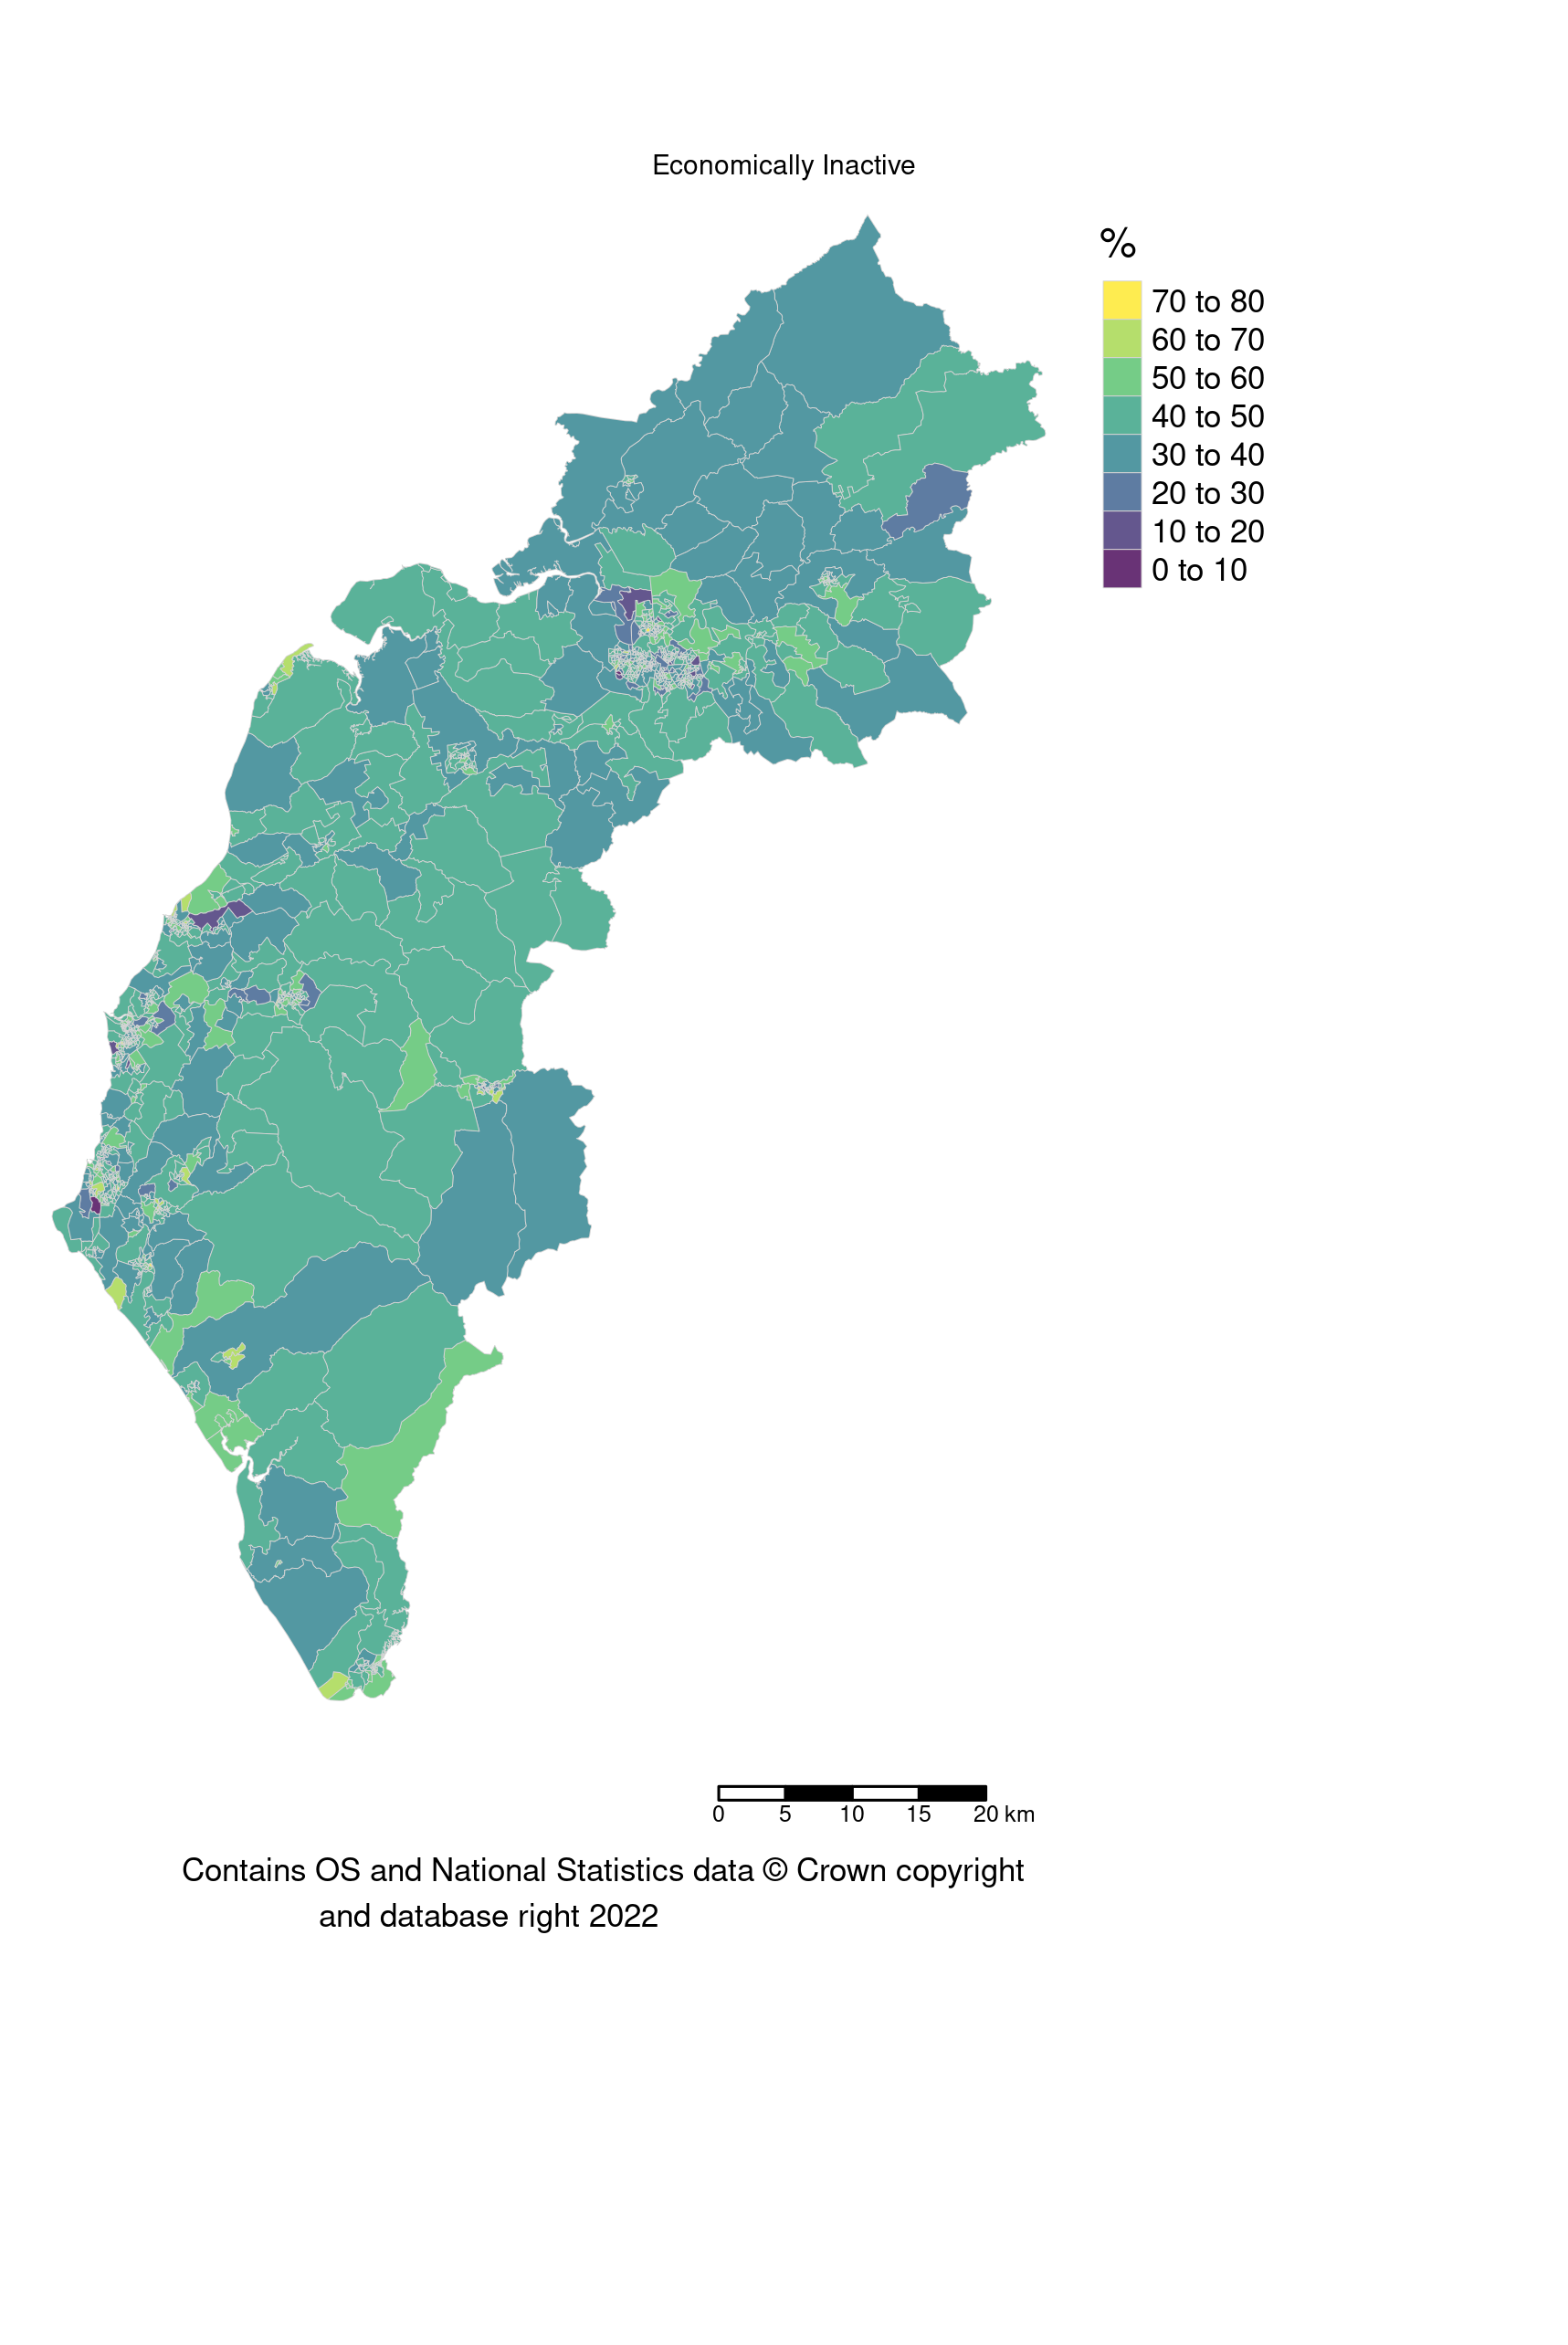 Economically Inactive
%
70 to 80
60 to 70
50 to 60
40 to 50
30 to 40
20 to 30
10 to 20
0 to 10
0 5 10 15 20 km
Contains OS and National Statistics data © Crown copyright
and database right 2022